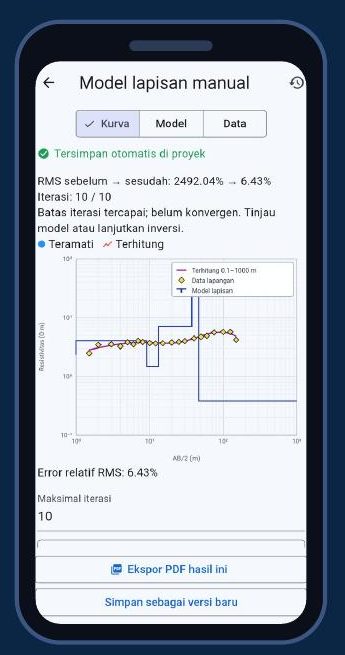 Model lapisan manual
Kurva
Model
Data
Tersimpan otomatis di proyek
RMS sebelum → sesudah: 2492.04% → 6.43%
Iterasi: 10 / 10
Batas iterasi tercapai; belum konvergen. Tinjau
model atau lanjutkan inversi.
Teramati
Terhitung
Terhitung 0.1–1000 m
Data lapangan
Model lapisan
AB/2 (m)
Error relatif RMS: 6.43%
Maksimal iterasi
10
Ekspor PDF hasil ini
Simpan sebagai versi baru